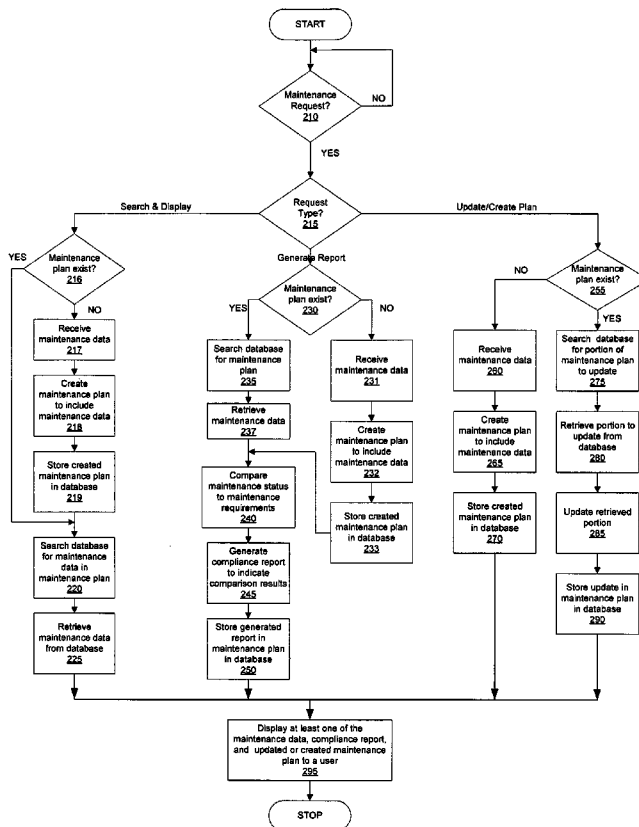 START
Maintenance
Request?
210
NO
YES
Search & Display
Request
Type?
215
Update/Create Plan
Generate Report
YES
Maintenance
plan exist?
216
NO
Receive
maintenance data
217
Create
maintenance plan
to include
maintenance data
218
Store created
maintenance plan
in database
219
Search database
for maintenance
data in
maintenance plan
220
Retrieve
maintenance data
from database
225
Maintenance
plan exist?
230
YES
NO
Search database
for maintenance
plan
235
Retrieve
maintenance data
237
Compare
maintenance status
to maintenance
requirements
240
Generate
compliance report
to indicate
comparison results
245
Store generated
report in
maintenance plan
in database
250
Receive
maintenance data
231
Create
maintenance plan
to include
maintenance data
232
Store created
maintenance plan
in database
233
NO
Maintenance
plan exist?
255
YES
Receive
maintenance data
260
Create
maintenance plan
to include
maintenance data
265
Store created
maintenance plan
in database
270
Search database
for portion of
maintenance plan
to update
275
Retrieve portion to
update from
database
280
Update retrieved
portion
285
Store update in
maintenance plan
in database
290
Display at least one of the
maintenance data, compliance report,
and updated or created maintenance
plan to a user
295
STOP